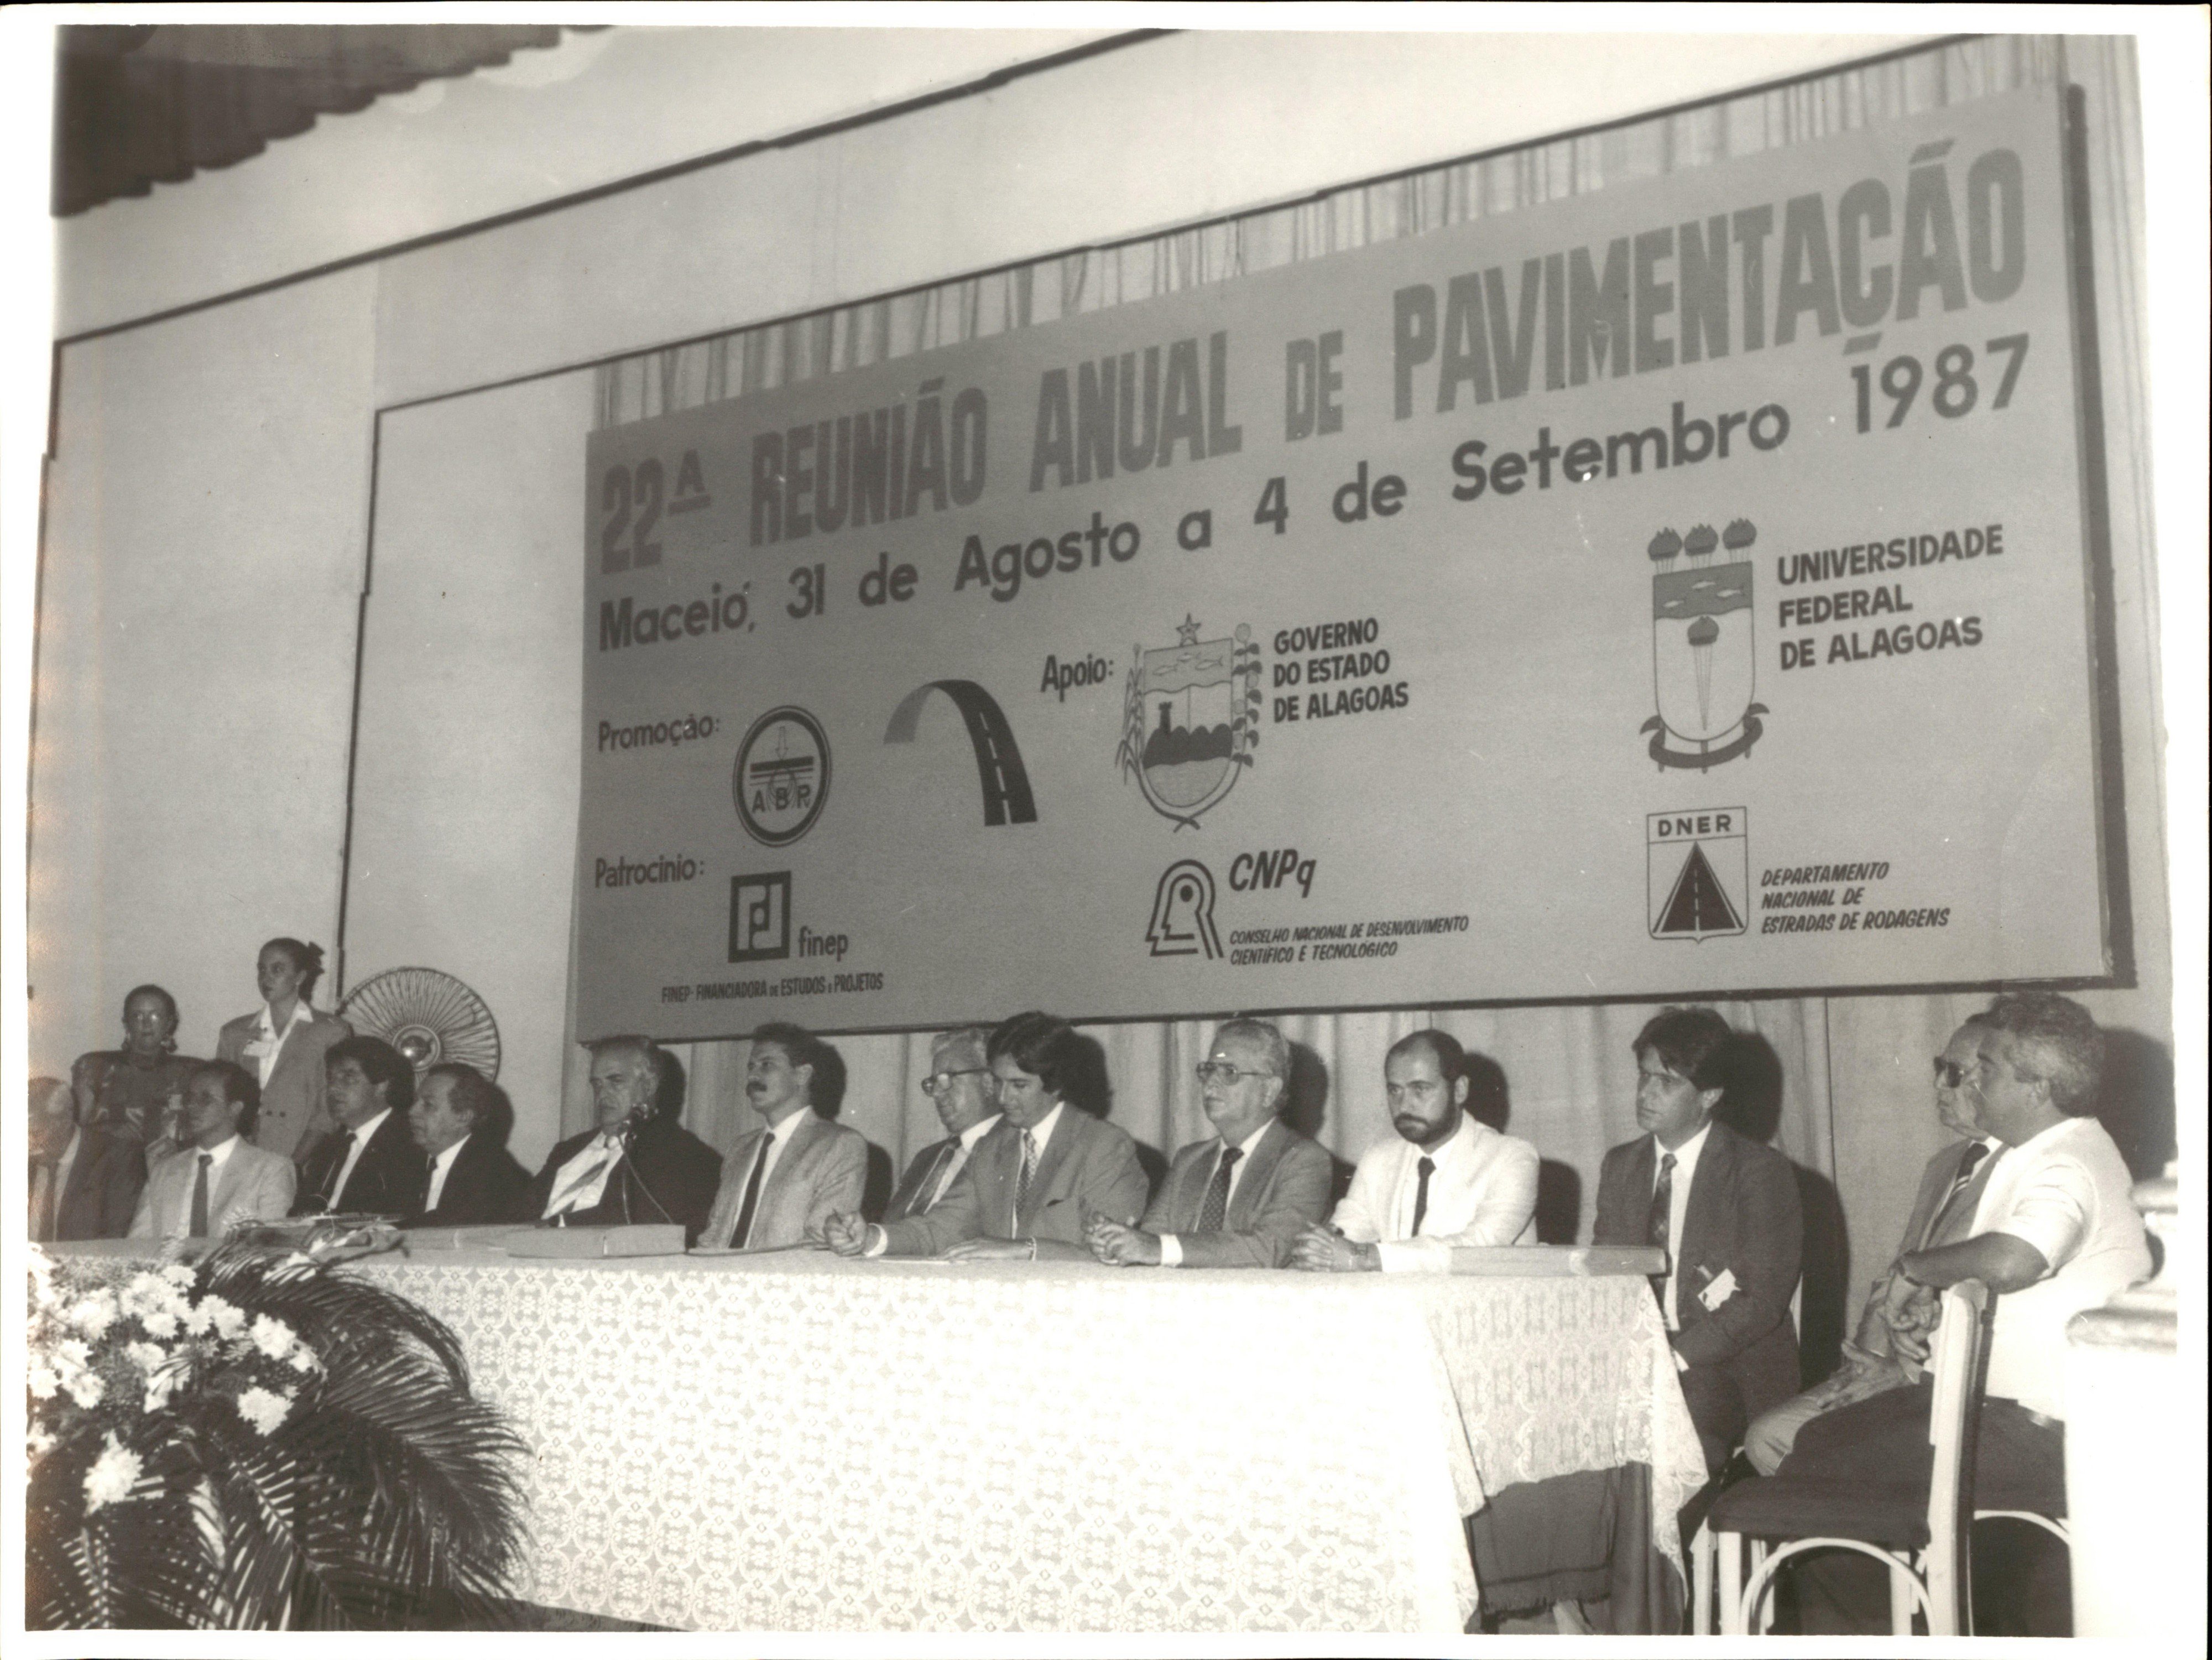 22ª REUNIÃO ANUAL DE PAVIMENTAÇÃO
Maceió, 31 de Agosto a 4 de Setembro 1987
Promoção:
ABPv
Apoio:
GOVERNO
DO ESTADO
DE ALAGOAS
UNIVERSIDADE
FEDERAL
DE ALAGOAS
Patrocínio:
finep
FINEP- FINANCIADORA DE ESTUDOS e PROJETOS
CNPq
CONSELHO NACIONAL DE DESENVOLVIMENTO
CIENTIFICO E TECNOLÓGICO
DNER
DEPARTAMENTO
NACIONAL DE
ESTRADAS DE RODAGENS